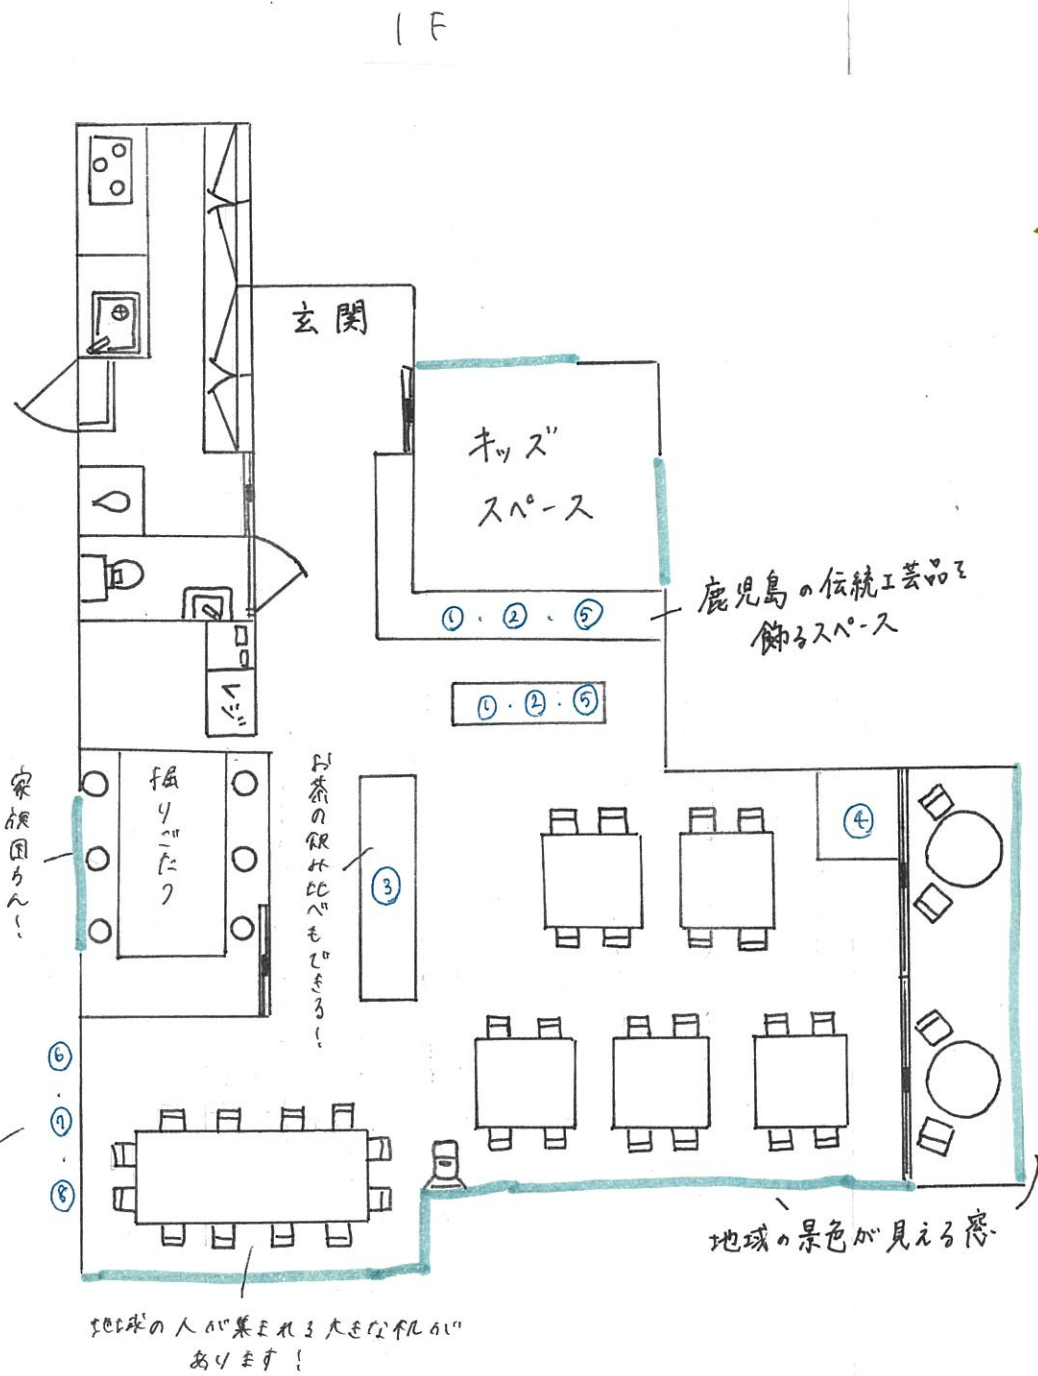 1F
玄関
キッズ
スペース
鹿児島の伝統工芸品を
飾るスペース
①・②・⑤
①・②・⑤
レジ
掘りごたつ
家族団らん!
お茶の飲み比べもできる!
③
④
⑥・⑦・⑧
地域の景色が見える窓
地域の人が集まれる大きな机が
あります!